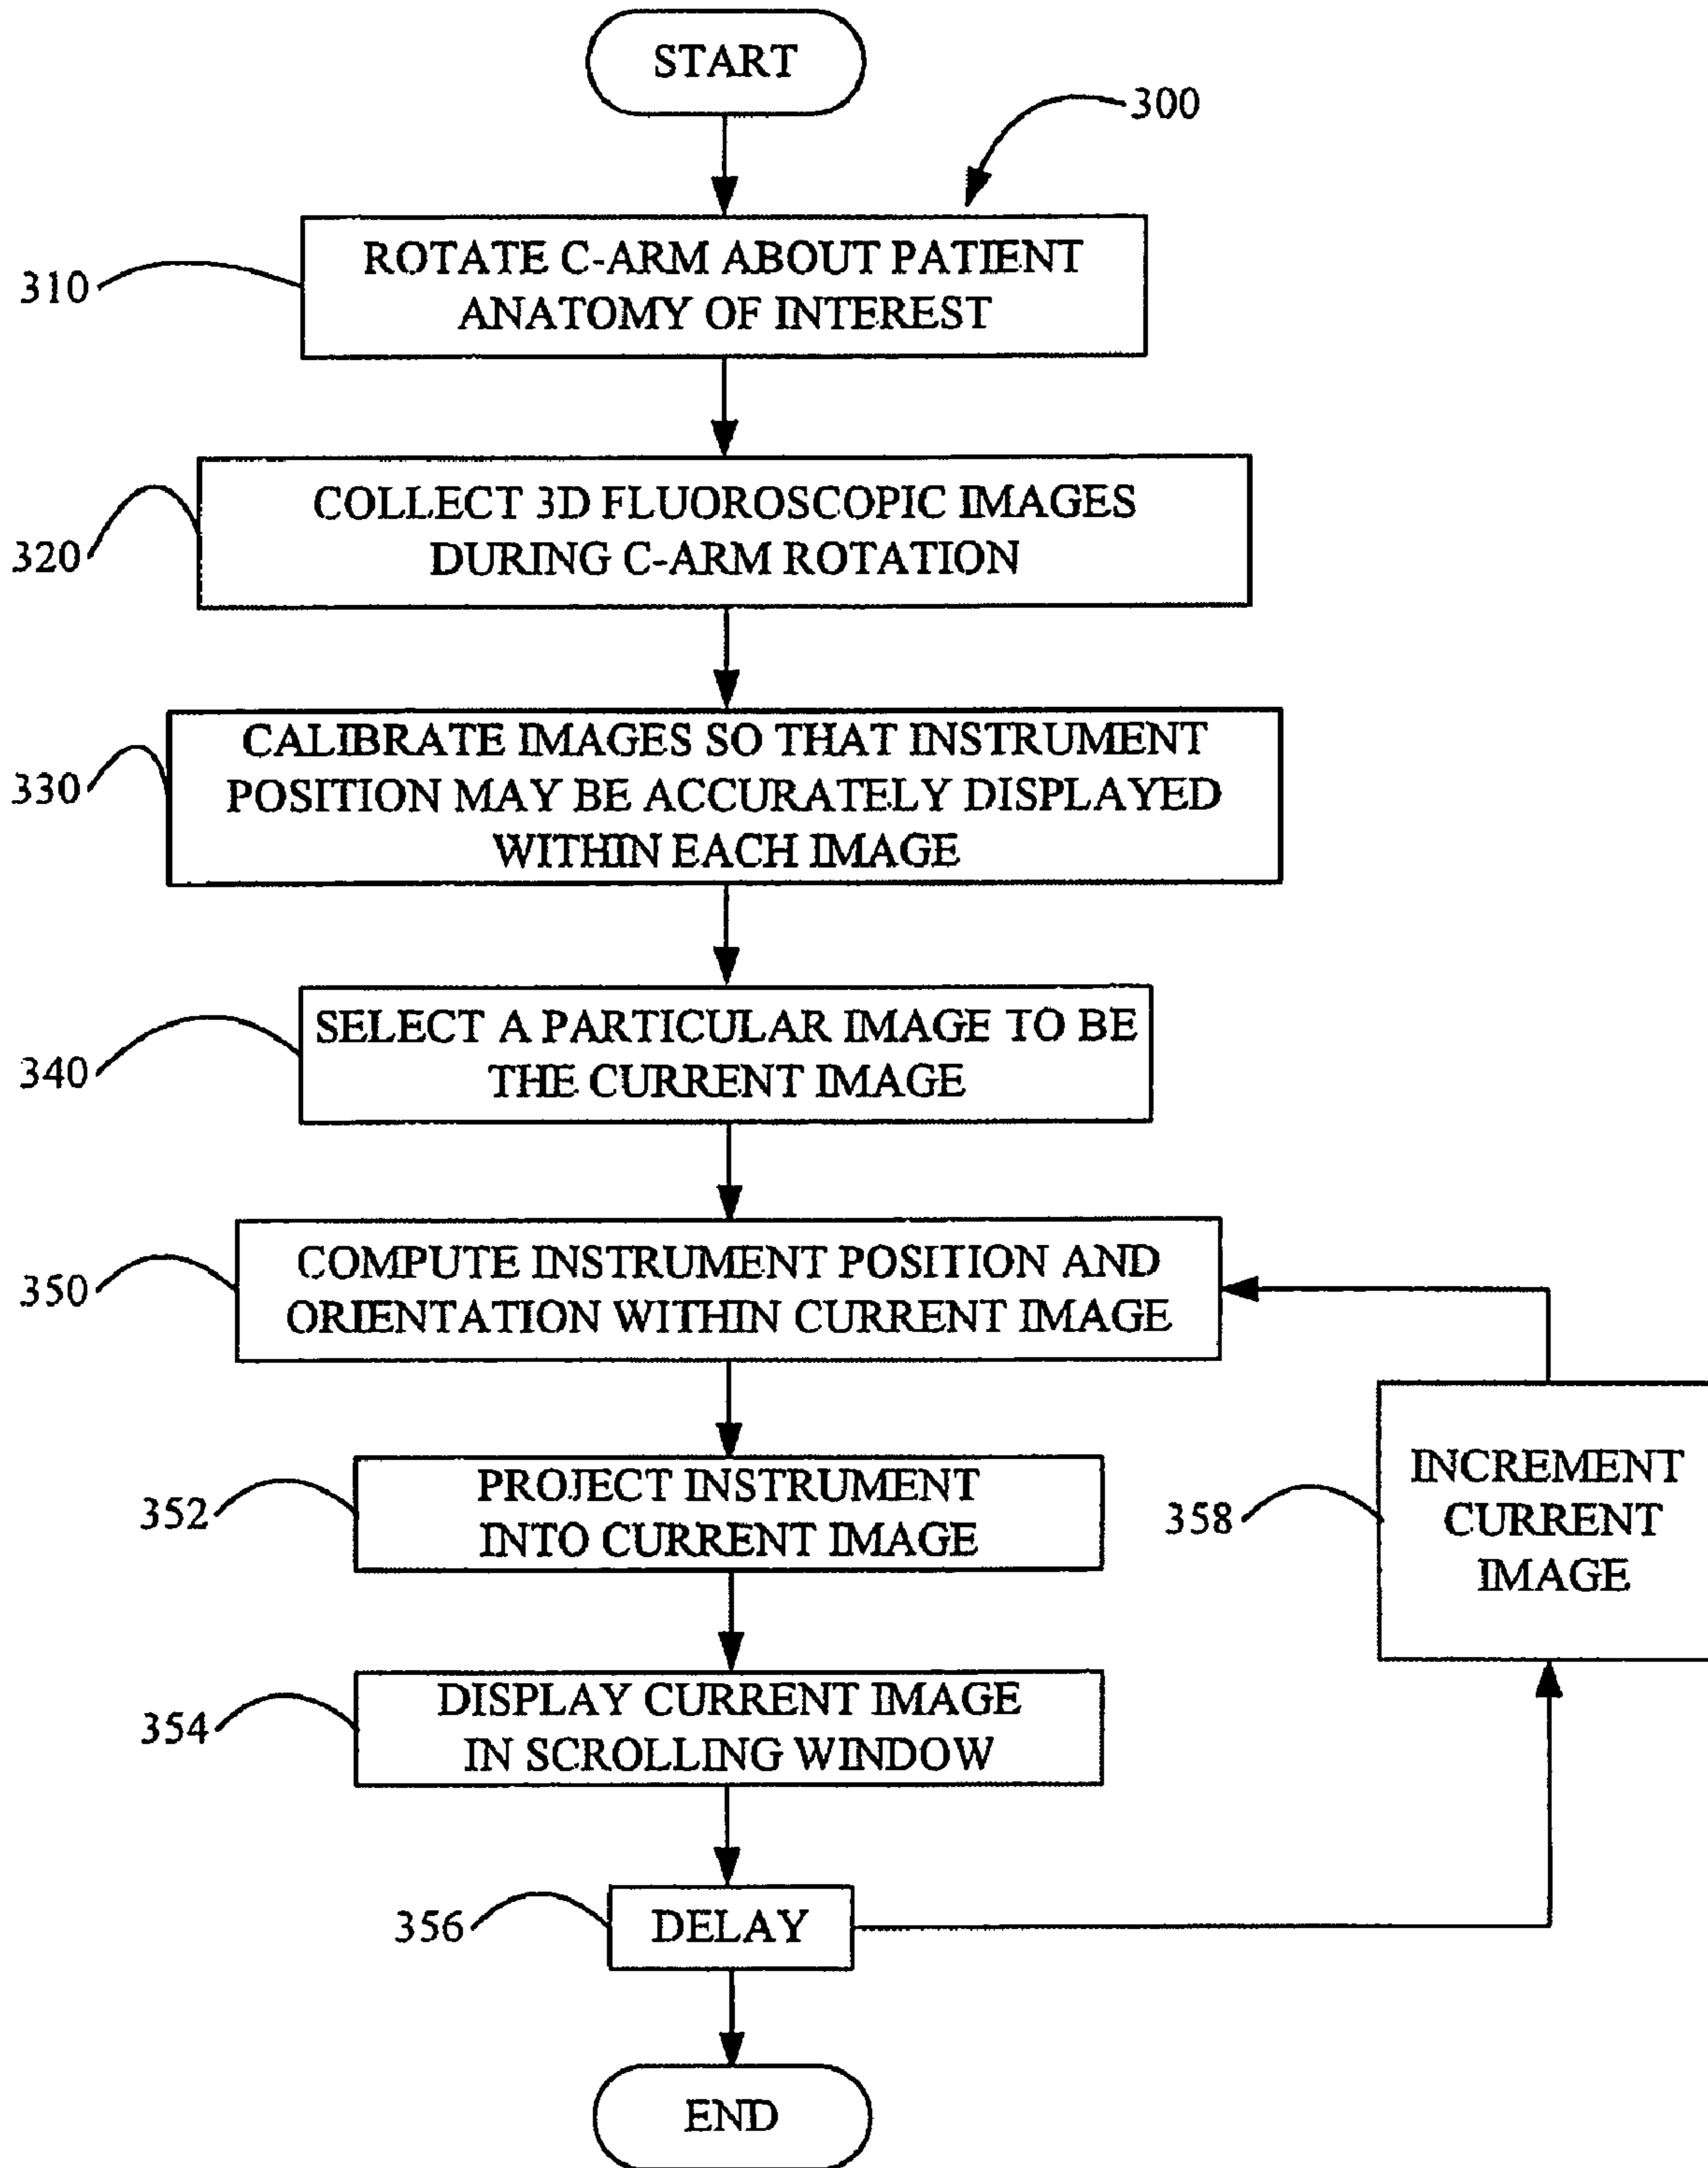 START
300
310
ROTATE C-ARM ABOUT PATIENT
ANATOMY OF INTEREST
320
COLLECT 3D FLUOROSCOPIC IMAGES
DURING C-ARM ROTATION
330
CALIBRATE IMAGES SO THAT INSTRUMENT
POSITION MAY BE ACCURATELY DISPLAYED
WITHIN EACH IMAGE
340
SELECT A PARTICULAR IMAGE TO BE
THE CURRENT IMAGE
350
COMPUTE INSTRUMENT POSITION AND
ORIENTATION WITHIN CURRENT IMAGE
352
PROJECT INSTRUMENT
INTO CURRENT IMAGE
358
INCREMENT
CURRENT
IMAGE
354
DISPLAY CURRENT IMAGE
IN SCROLLING WINDOW
356
DELAY
END